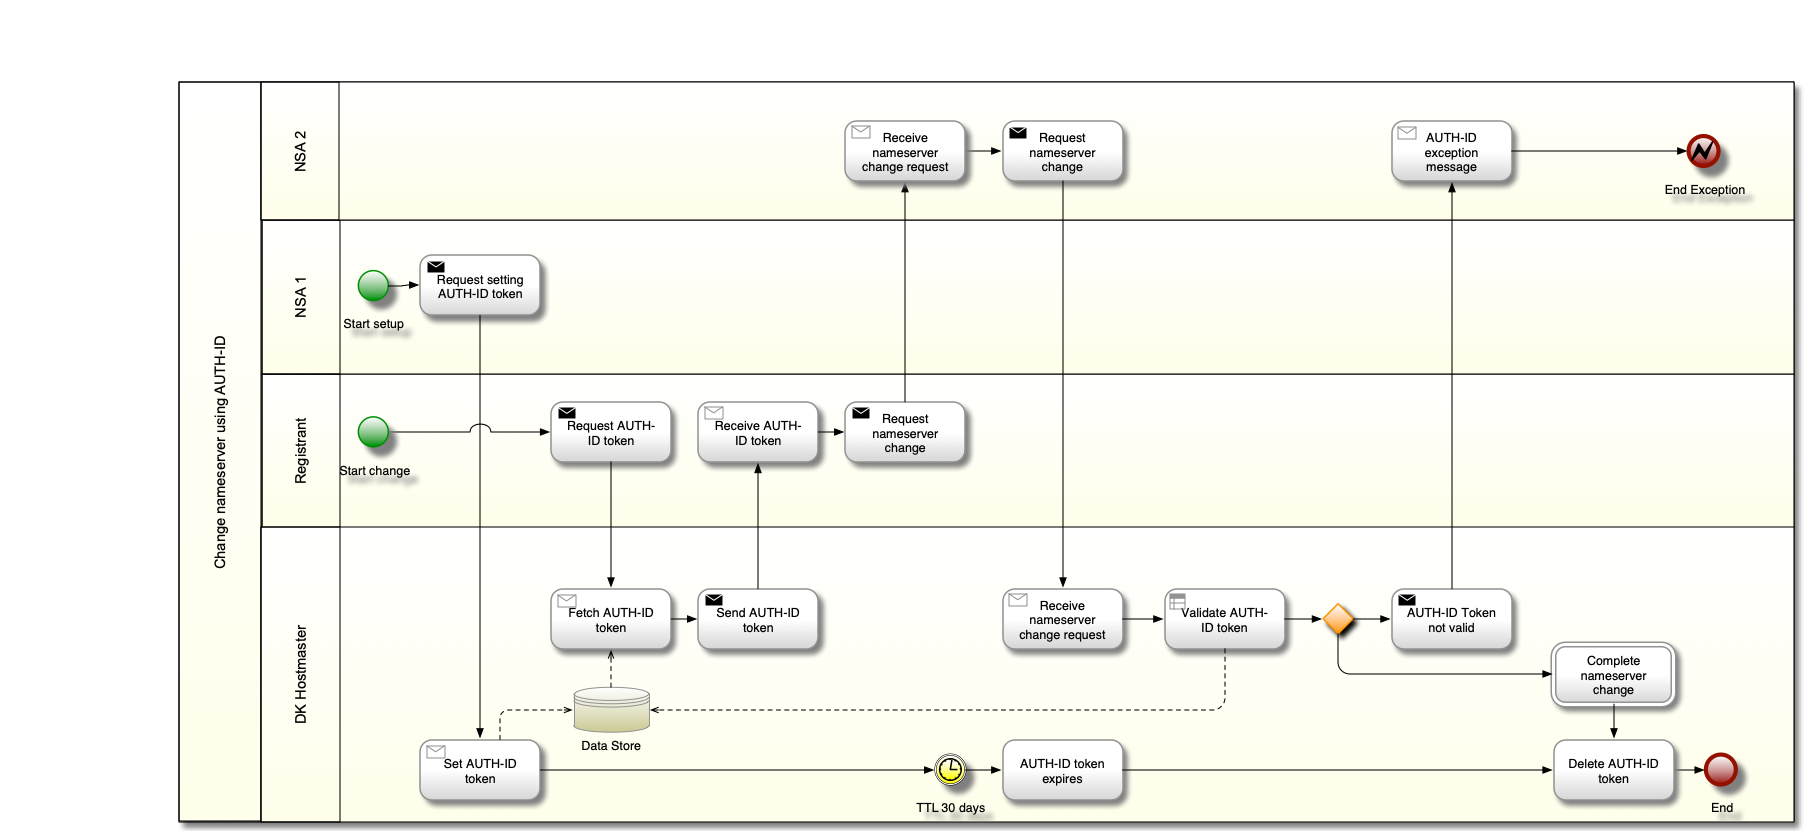 Change nameserver using AUTH-ID
NSA 2
Receive
nameserver
change request
Request
nameserver
change
AUTH-ID
exception
message
End Exception
NSA 1
Start setup
Request setting
AUTH-ID token
Registrant
Start change
Request AUTH-
ID token
Receive AUTH-
ID token
Request
nameserver
change
DK Hostmaster
Fetch AUTH-ID
token
Send AUTH-ID
token
Receive
nameserver
change request
Validate AUTH-
ID token
AUTH-ID Token
not valid
Complete
nameserver
change
Data Store
Set AUTH-ID
token
TTL 30 days
AUTH-ID token
expires
Delete AUTH-ID
token
End